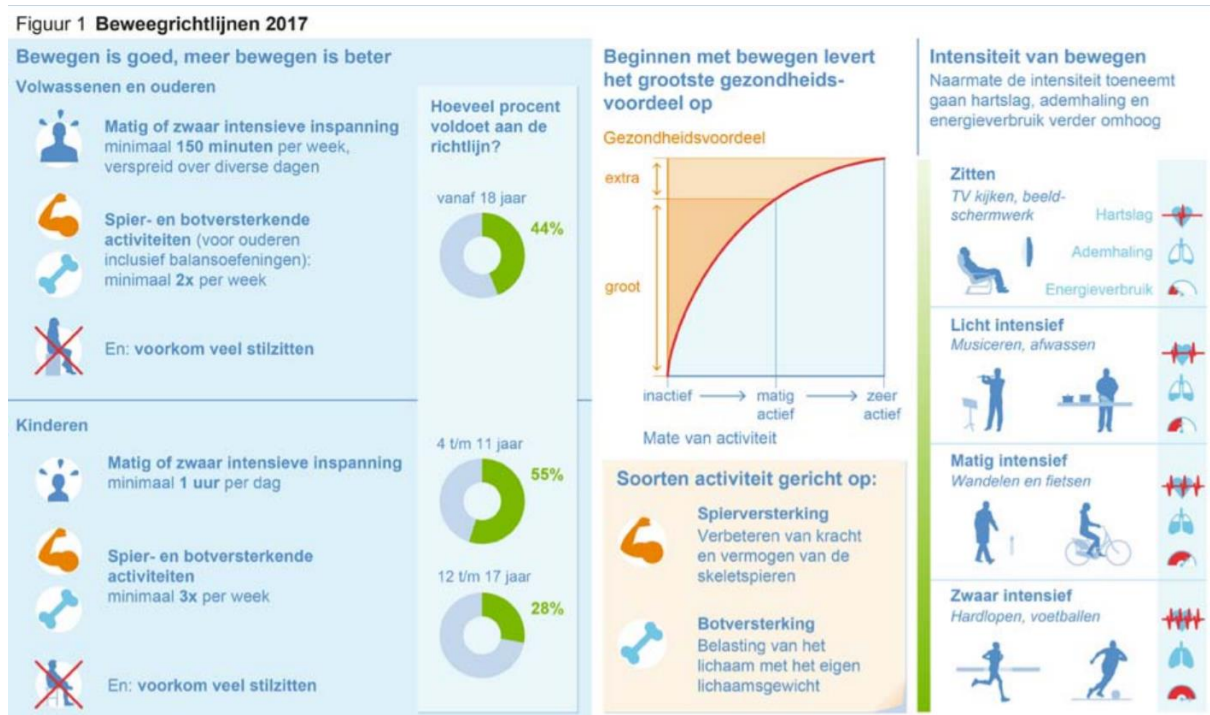 Figuur 1 Beweegrichtlijnen 2017
Bewegen is goed, meer bewegen is beter
Volwassenen en ouderen
Matig of zwaar intensieve inspanning
minimaal 150 minuten per week,
verspreid over diverse dagen
Spier- en botversterkende
activiteiten (voor ouderen
inclusief balansoefeningen):
minimaal 2x per week
En: voorkom veel stilzitten
Hoeveel procent
voldoet aan de
richtlijn?
vanaf 18 jaar
44%
Kinderen
Matig of zwaar intensieve inspanning
minimaal 1 uur per dag
Spier- en botversterkende
activiteiten
minimaal 3x per week
En: voorkom veel stilzitten
4 t/m 11 jaar
55%
12 t/m 17 jaar
28%
Beginnen met bewegen levert
het grootste gezondheids-
voordeel op
Gezondheidsvoordeel
extra
groot
inactief
matig
actief
zeer
actief
Mate van activiteit
Soorten activiteit gericht op:
Spierversterking
Verbeteren van kracht
en vermogen van de
skeletspieren
Botversterking
Belasting van het
lichaam met het eigen
lichaamsgewicht
Intensiteit van bewegen
Naarmate de intensiteit toeneemt
gaan hartslag, ademhaling en
energieverbruik verder omhoog
Zitten
TV kijken, beeld-
schermwerk
Hartslag
Ademhaling
Energieverbruik
Licht intensief
Musiceren, afwassen
Matig intensief
Wandelen en fietsen
Zwaar intensief
Hardlopen, voetballen